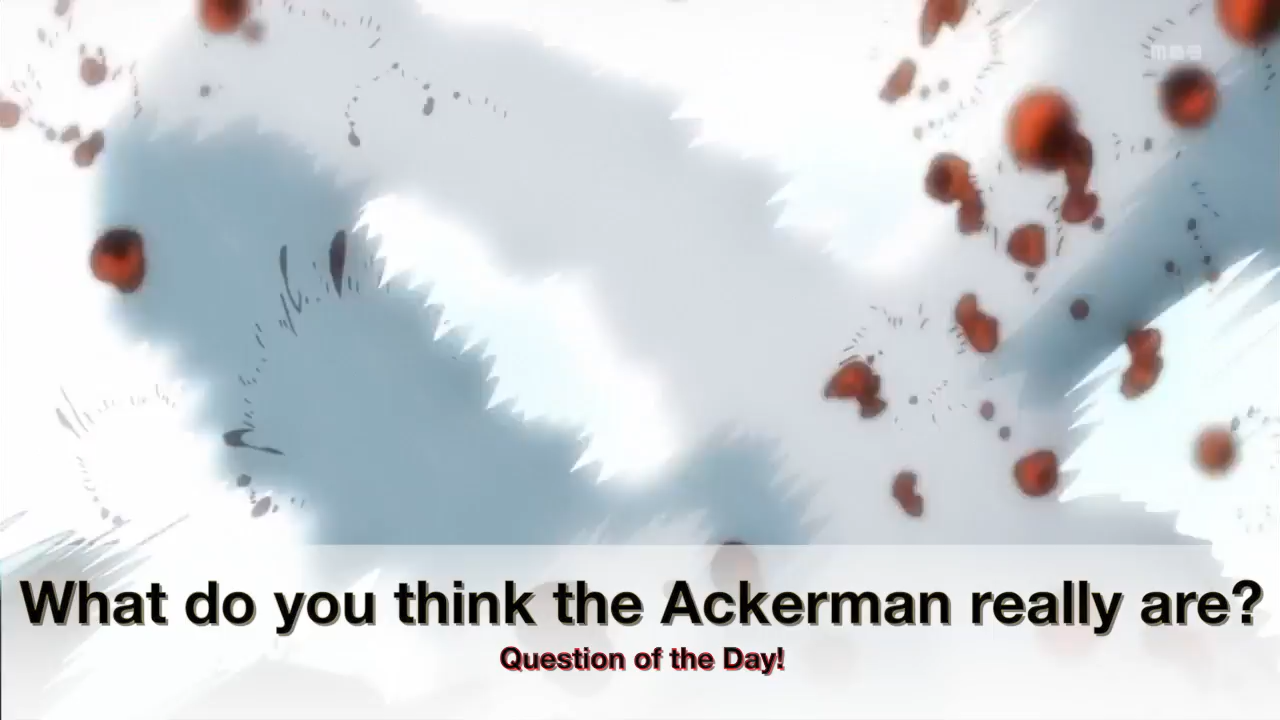 What do you think the Ackerman really are?
Question of the Day!